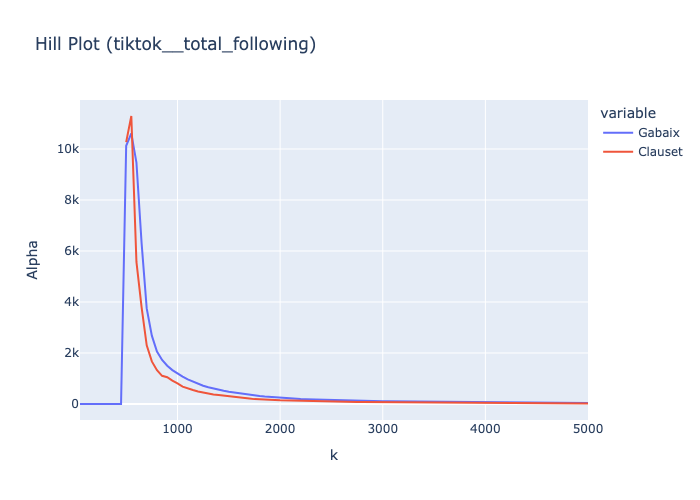 Hill Plot (tiktok__total_following)
variable
Gabaix
Clauset
10k
8k
6k
4k
2k
0
Alpha
1000
2000
3000
4000
5000
k